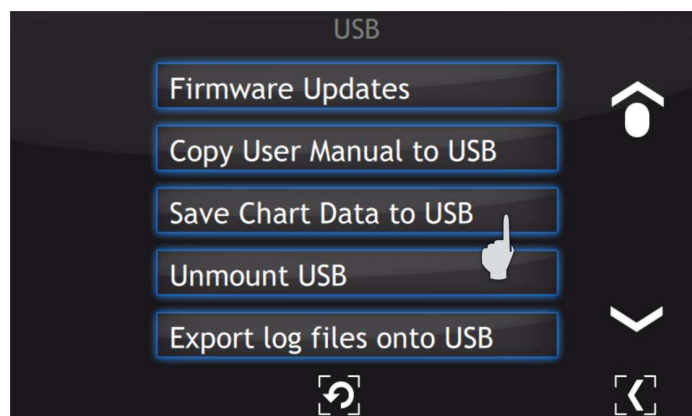 USB
Firmware Updates
Copy User Manual to USB
Save Chart Data to USB
Unmount USB
Export log files onto USB